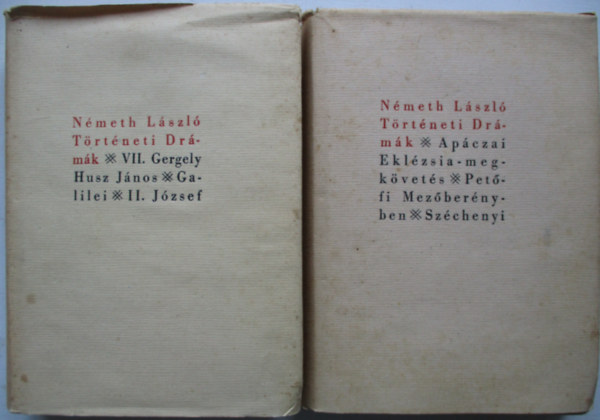 Németh László
Történeti Drá-
mák ※ VII. Gergely
Husz János ※ Ga-
lilei ※ II. József
Németh László
Történeti Drá-
mák ※ Apáczai
Eklézsia-meg-
követés ※ Pető-
fi Mezőberény-
ben ※ Széchenyi